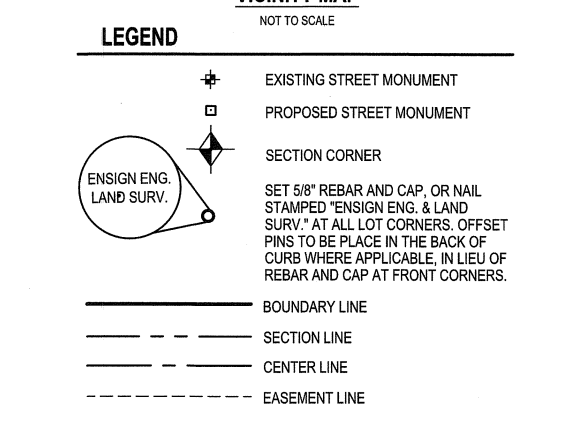 VICINITY MAP
NOT TO SCALE
LEGEND
EXISTING STREET MONUMENT
PROPOSED STREET MONUMENT
SECTION CORNER
ENSIGN ENG.
LAND SURV.
SET 5/8" REBAR AND CAP, OR NAIL
STAMPED "ENSIGN ENG. & LAND
SURV." AT ALL LOT CORNERS. OFFSET
PINS TO BE PLACE IN THE BACK OF
CURB WHERE APPLICABLE, IN LIEU OF
REBAR AND CAP AT FRONT CORNERS.
BOUNDARY LINE
SECTION LINE
CENTER LINE
EASEMENT LINE